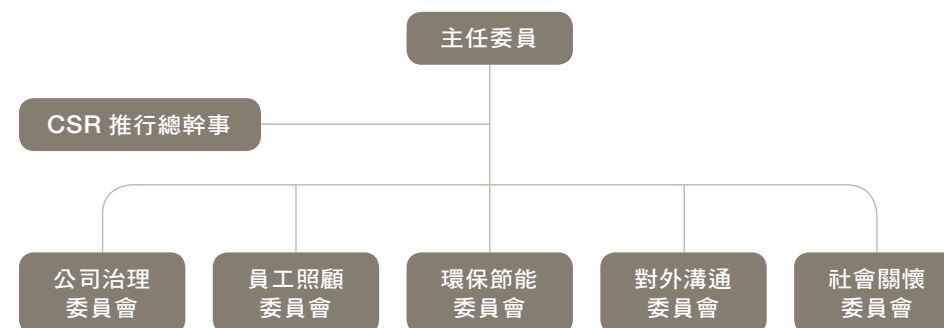 主任委員
CSR 推行總幹事
公司治理
委員會
員工照顧
委員會
環保節能
委員會
對外溝通
委員會
社會關懷
委員會